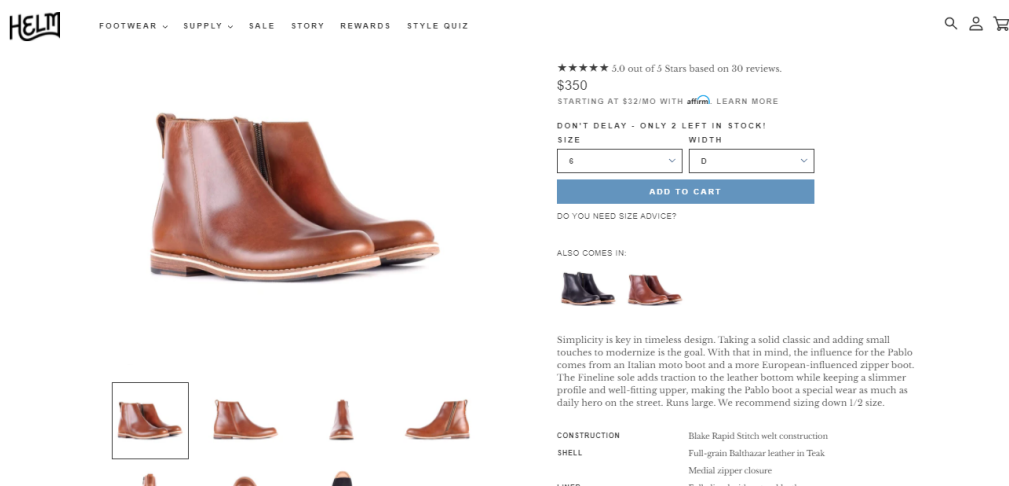 HELM
FOOTWEAR SUPPLY SALE STORY REWARDS STYLE QUIZ
★★★★★ 5.0 out of 5 Stars based on 30 reviews.
$350
STARTING AT $32/MO WITH affirm. LEARN MORE
DON'T DELAY - ONLY 2 LEFT IN STOCK!
SIZE WIDTH
6 D
ADD TO CART
DO YOU NEED SIZE ADVICE?
ALSO COMES IN:
Simplicity is key in timeless design. Taking a solid classic and adding small
touches to modernize is the goal. With that in mind, the influence for the Pablo
comes from an Italian moto boot and a more European-influenced zipper boot.
The Fineline sole adds traction to the leather bottom while keeping a slimmer
profile and well-fitting upper, making the Pablo boot a special wear as much as
daily hero on the street. Runs large. We recommend sizing down 1/2 size.
CONSTRUCTION Blake Rapid Stitch welt construction
SHELL Full-grain Balthazar leather in Teak
Medial zipper closure